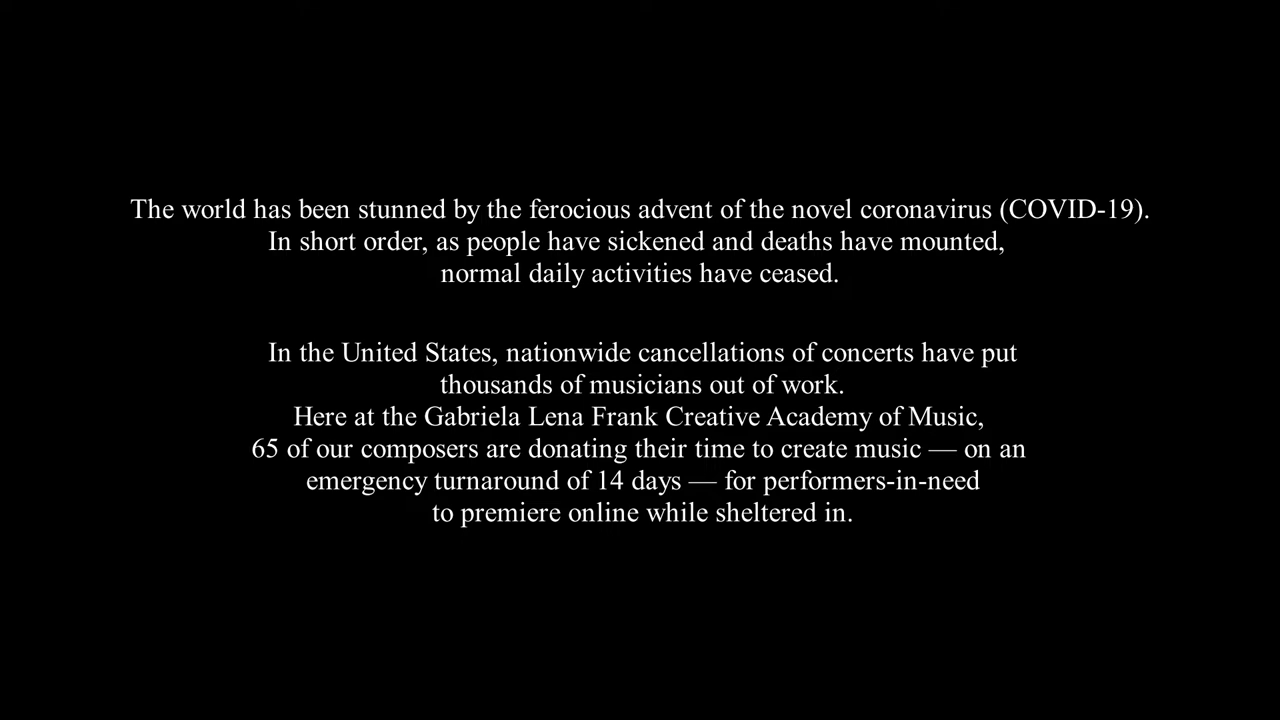 The world has been stunned by the ferocious advent of the novel coronavirus (COVID-19).
In short order, as people have sickened and deaths have mounted,
normal daily activities have ceased.
In the United States, nationwide cancellations of concerts have put
thousands of musicians out of work.
Here at the Gabriela Lena Frank Creative Academy of Music,
65 of our composers are donating their time to create music — on an
emergency turnaround of 14 days — for performers-in-need
to premiere online while sheltered in.